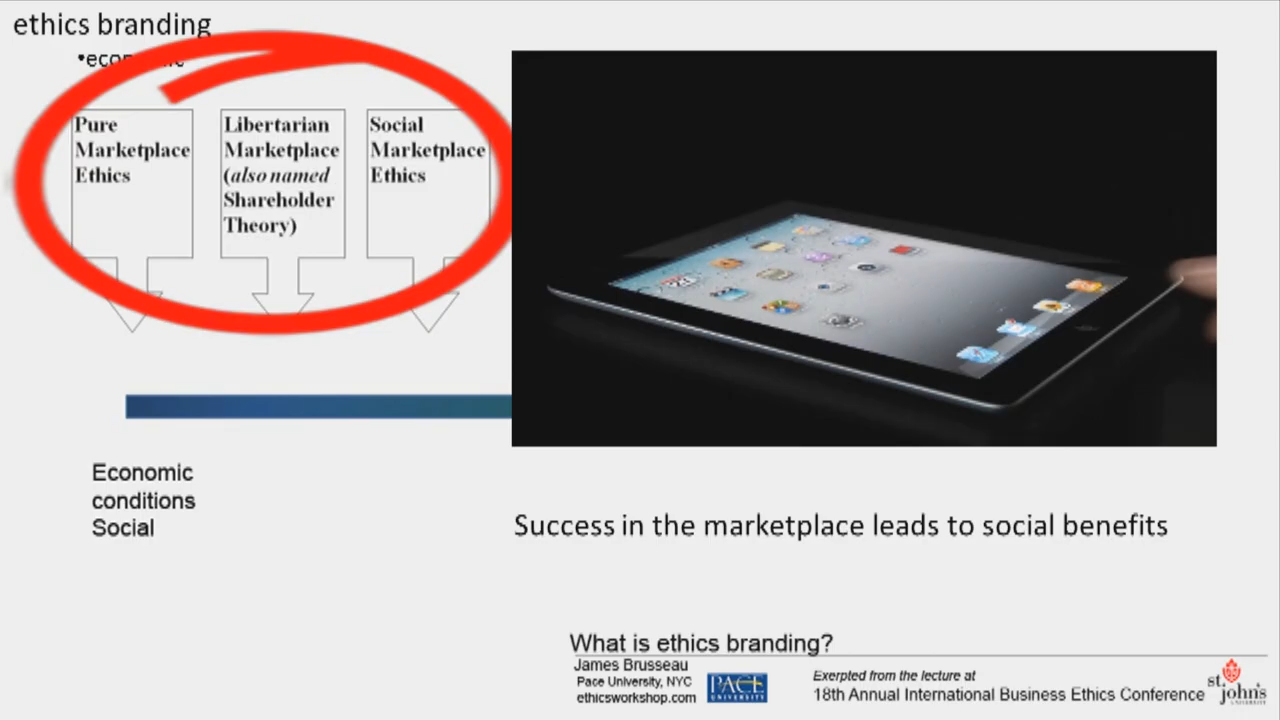 ethics branding
•economic
Pure
Marketplace
Ethics
Libertarian
Marketplace
(also named
Shareholder
Theory)
Social
Marketplace
Ethics
Economic
conditions
Social
Success in the marketplace leads to social benefits
What is ethics branding?
James Brusseau
Pace University, NYC
ethicsworkshop.com
PACE
UNIVERSITY
Exerpted from the lecture at
18th Annual International Business Ethics Conference
st.
john's
UNIVERSITY